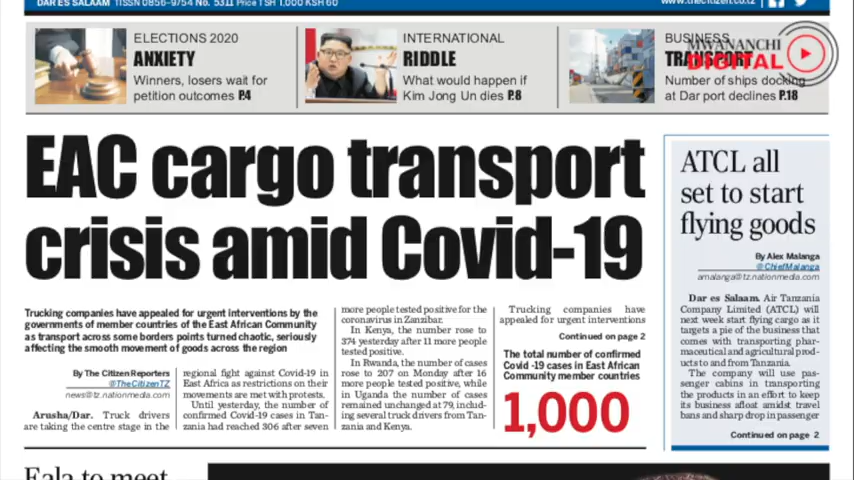 DAR ES SALAAM 1ISSN 0856-9754 No. 5311 Price TSH 1,000 KSH 60
www.thecitizen.co.tz
ELECTIONS 2020
ANXIETY
Winners, losers wait for
petition outcomes P.4
INTERNATIONAL
RIDDLE
What would happen if
Kim Jong Un dies P.8
BUSINESS
TRANSPORT
Number of ships docking
at Dar port declines P.18
MWANANCHI
DIGITAL
EAC cargo transport
crisis amid Covid-19
Trucking companies have appealed for urgent interventions by the
governments of member countries of the East African Community
as transport across some borders points turned chaotic, seriously
affecting the smooth movement of goods across the region
By The Citizen Reporters
@TheCitizenTZ
news@tz.nationmedia.com
Arusha/Dar. Truck drivers
are taking the centre stage in the
regional fight against Covid-19 in
East Africa as restrictions on their
movements are met with protests.
Until yesterday, the number of
confirmed Covid-19 cases in Tan-
zania had reached 306 after seven
more people tested positive for the
coronavirus in Zanzibar.
In Kenya, the number rose to
374 yesterday after 11 more people
tested positive.
In Rwanda, the number of cases
rose to 207 on Monday after 16
more people tested positive, while
in Uganda the number of cases
remained unchanged at 79, includ-
ing several truck drivers from Tan-
zania and Kenya.
Trucking companies have
appealed for urgent interventions
Continued on page 2
The total number of confirmed
Covid -19 cases in East African
Community member countries
1,000
ATCL all
set to start
flying goods
By Alex Malanga
@ChiefMalanga
amalanga@tz.nationmedia.com
Dar es Salaam. Air Tanzania
Company Limited (ATCL) will
next week start flying cargo as it
targets a pie of the business that
comes with transporting phar-
maceutical and agricultural prod-
ucts to and from Tanzania.
The company will use pas-
senger cabins in transporting
the products in an effort to keep
its business afloat amidst travel
bans and sharp drop in passenger
Continued on page 2
Eala to meet